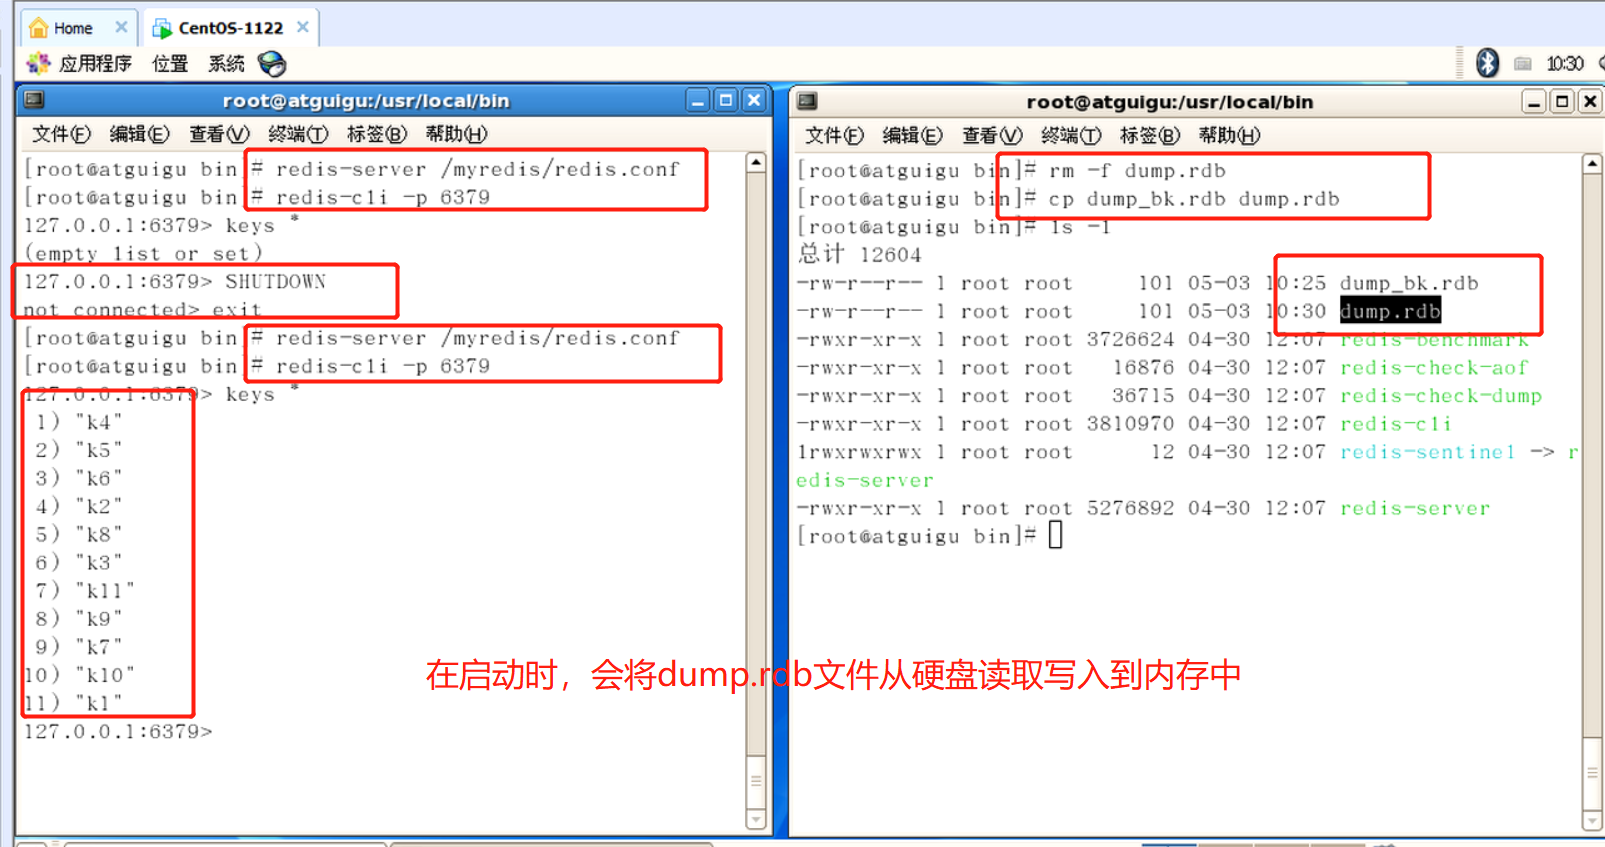 Home
CentOS-1122
应用程序 位置 系统
10:30
root@atguigu:/usr/local/bin
文件(F) 编辑(E) 查看(V) 终端(T) 标签(B) 帮助(H)
[root@atguigu bin]# redis-server /myredis/redis.conf
[root@atguigu bin]# redis-cli -p 6379
127.0.0.1:6379> keys *
(empty list or set)
127.0.0.1:6379> SHUTDOWN
not connected> exit
[root@atguigu bin]# redis-server /myredis/redis.conf
[root@atguigu bin]# redis-cli -p 6379
127.0.0.1:6379> keys *
1) "k4"
2) "k5"
3) "k6"
4) "k2"
5) "k8"
6) "k3"
7) "k11"
8) "k9"
9) "k7"
10) "k10"
11) "k1"
127.0.0.1:6379>
root@atguigu:/usr/local/bin
文件(F) 编辑(E) 查看(V) 终端(T) 标签(B) 帮助(H)
[root@atguigu bin]# rm -f dump.rdb
[root@atguigu bin]# cp dump_bk.rdb dump.rdb
[root@atguigu bin]# ls -l
总计 12604
-rw-r--r-- 1 root root 101 05-03 10:25 dump_bk.rdb
-rw-r--r-- 1 root root 101 05-03 10:30 dump.rdb
-rwxr-xr-x 1 root root 3726624 04-30 12:07 redis-benchmark
-rwxr-xr-x 1 root root 16876 04-30 12:07 redis-check-aof
-rwxr-xr-x 1 root root 36715 04-30 12:07 redis-check-dump
-rwxr-xr-x 1 root root 3810970 04-30 12:07 redis-cli
lrwxrwxrwx 1 root root 12 04-30 12:07 redis-sentinel -> r
edis-server
-rwxr-xr-x 1 root root 5276892 04-30 12:07 redis-server
[root@atguigu bin]#
在启动时，会将dump.rdb文件从硬盘读取写入到内存中